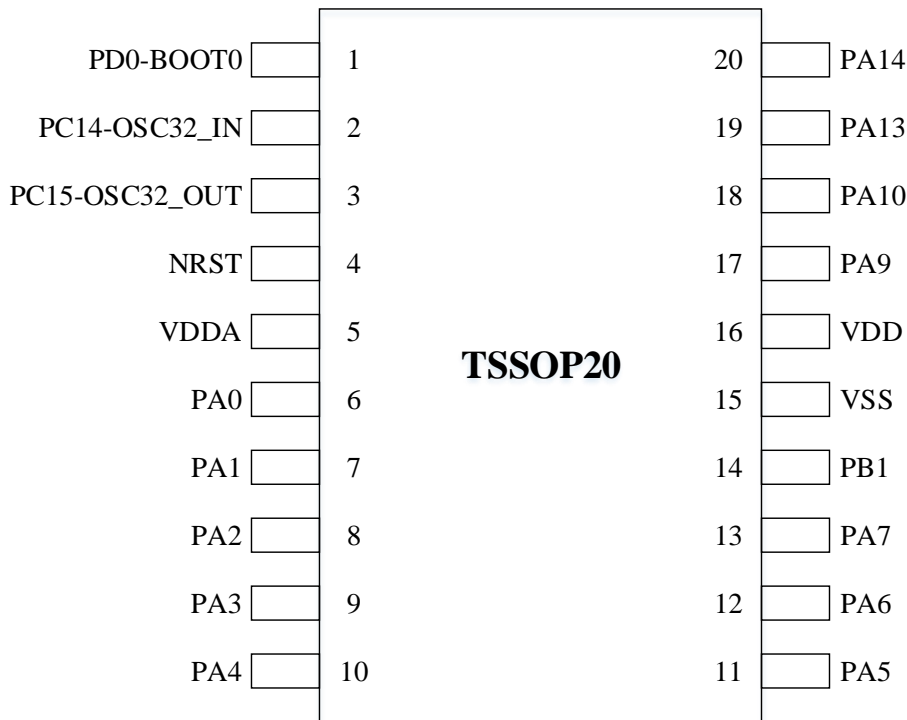 PD0-BOOT0 1 20 PA14
PC14-OSC32_IN 2 19 PA13
PC15-OSC32_OUT 3 18 PA10
NRST 4 17 PA9
VDDA 5 16 VDD
TSSOP20
PA0 6 15 VSS
PA1 7 14 PB1
PA2 8 13 PA7
PA3 9 12 PA6
PA4 10 11 PA5